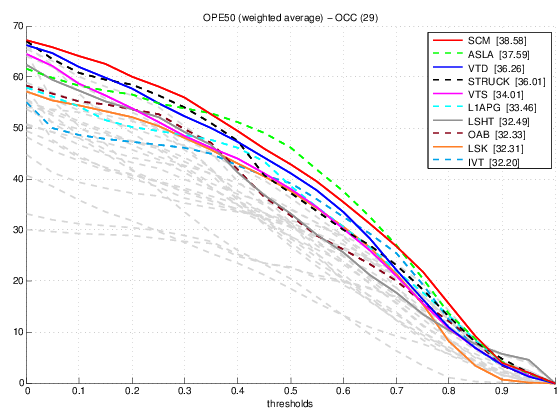 OPE50 (weighted average) − OCC (29)
70
60
50
40
30
20
10
0
0 0.1 0.2 0.3 0.4 0.5 0.6 0.7 0.8 0.9 1
thresholds
SCM [38.58]
ASLA [37.59]
VTD [36.26]
STRUCK [36.01]
VTS [34.01]
L1APG [33.46]
LSHT [32.49]
OAB [32.33]
LSK [32.31]
IVT [32.20]